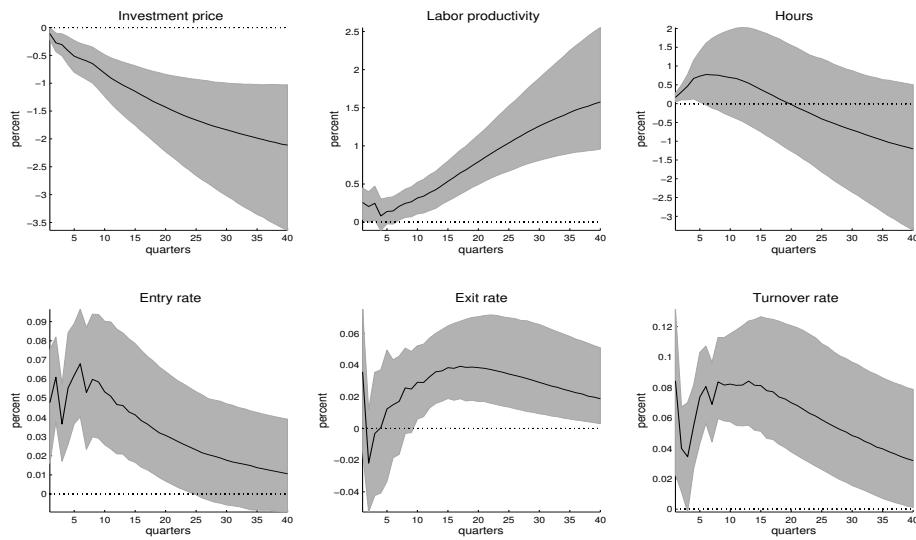 Investment price
0
−0.5
−1
−1.5
−2
−2.5
−3
−3.5
percent
5 10 15 20 25 30 35 40
quarters
Labor productivity
2.5
2
1.5
1
0.5
0
percent
5 10 15 20 25 30 35 40
quarters
Hours
2
1.5
1
0.5
0
−0.5
−1
−1.5
−2
−2.5
−3
percent
5 10 15 20 25 30 35 40
quarters
Entry rate
0.09
0.08
0.07
0.06
0.05
0.04
0.03
0.02
0.01
0
percent
5 10 15 20 25 30 35 40
quarters
Exit rate
0.06
0.04
0.02
0
−0.02
−0.04
percent
5 10 15 20 25 30 35 40
quarters
Turnover rate
0.12
0.1
0.08
0.06
0.04
0.02
0
percent
5 10 15 20 25 30 35 40
quarters